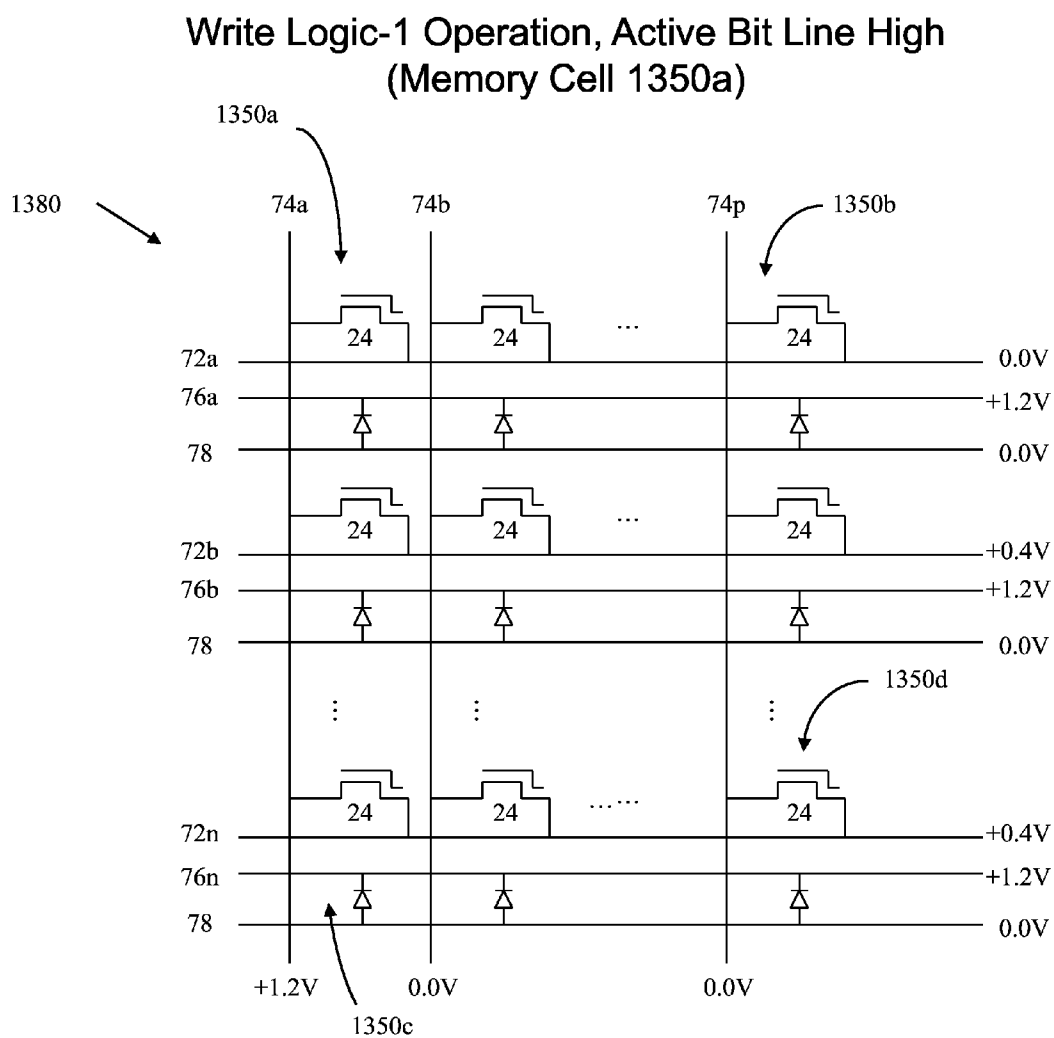 Write Logic-1 Operation, Active Bit Line High
(Memory Cell 1350a)
1350a
1380
74a 74b 74p 1350b
24 24 ... 24
72a 0.0V
76a +1.2V
78 0.0V
24 24 ... 24
72b +0.4V
76b +1.2V
78 0.0V
1350d
... ... ...
24 24 ...... 24
72n +0.4V
76n +1.2V
78 0.0V
+1.2V 0.0V 0.0V
1350c